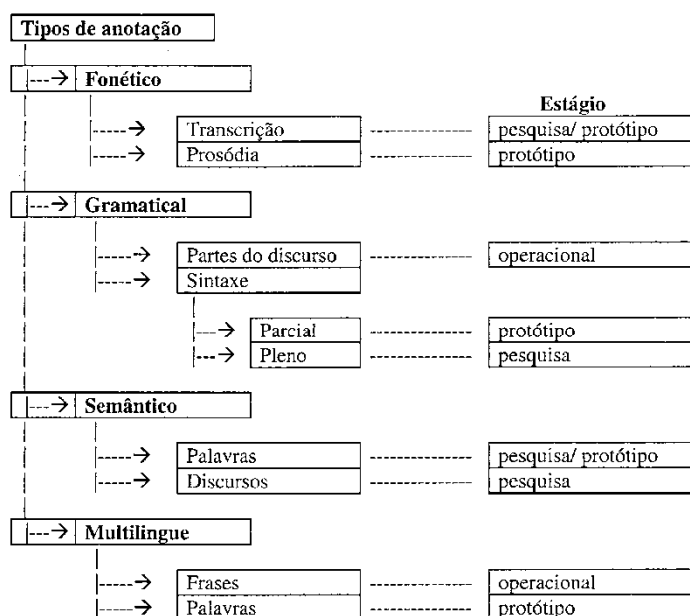 Tipos de anotação
Fonético
Estágio
Transcrição pesquisa/ protótipo
Prosódia protótipo
Gramatical
Partes do discurso operacional
Sintaxe
Parcial protótipo
Pleno pesquisa
Semântico
Palavras pesquisa/ protótipo
Discursos pesquisa
Multilingue
Frases operacional
Palavras protótipo